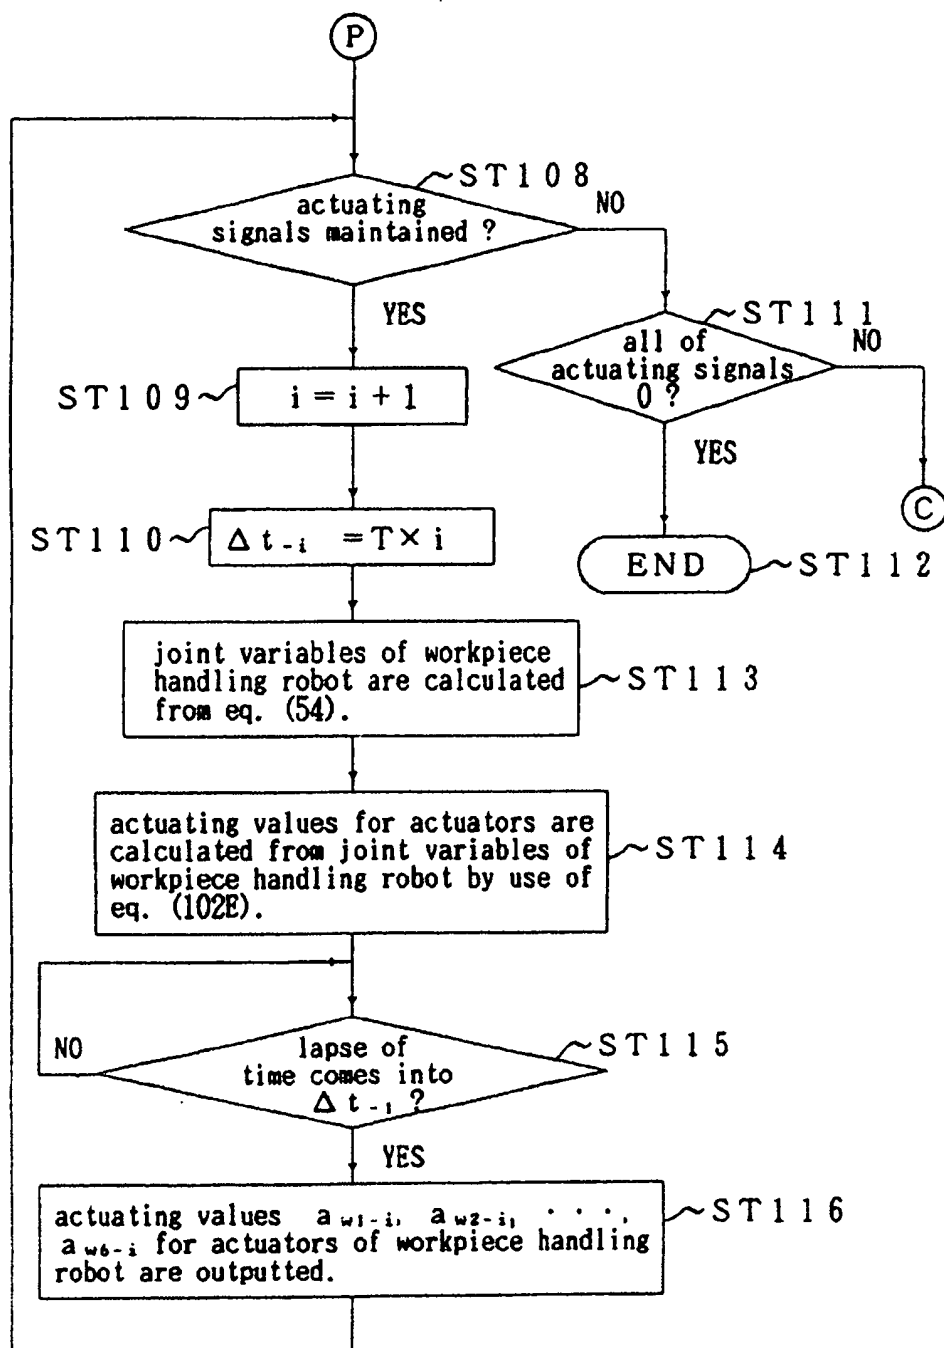 P
ST108
NO
actuating
signals maintained ?
YES
ST111
NO
all of
actuating signals
0 ?
ST109
i = i + 1
YES
C
ST110
Δ t -i = T × i
END
ST112
joint variables of workpiece
handling robot are calculated
from eq. (54).
ST113
actuating values for actuators are
calculated from joint variables of
workpiece handling robot by use of
eq. (102E).
ST114
NO
lapse of
time comes into
Δ t -i ?
ST115
YES
actuating values a w1-i, a w2-i, ····,
a w6-i for actuators of workpiece handling
robot are outputted.
ST116